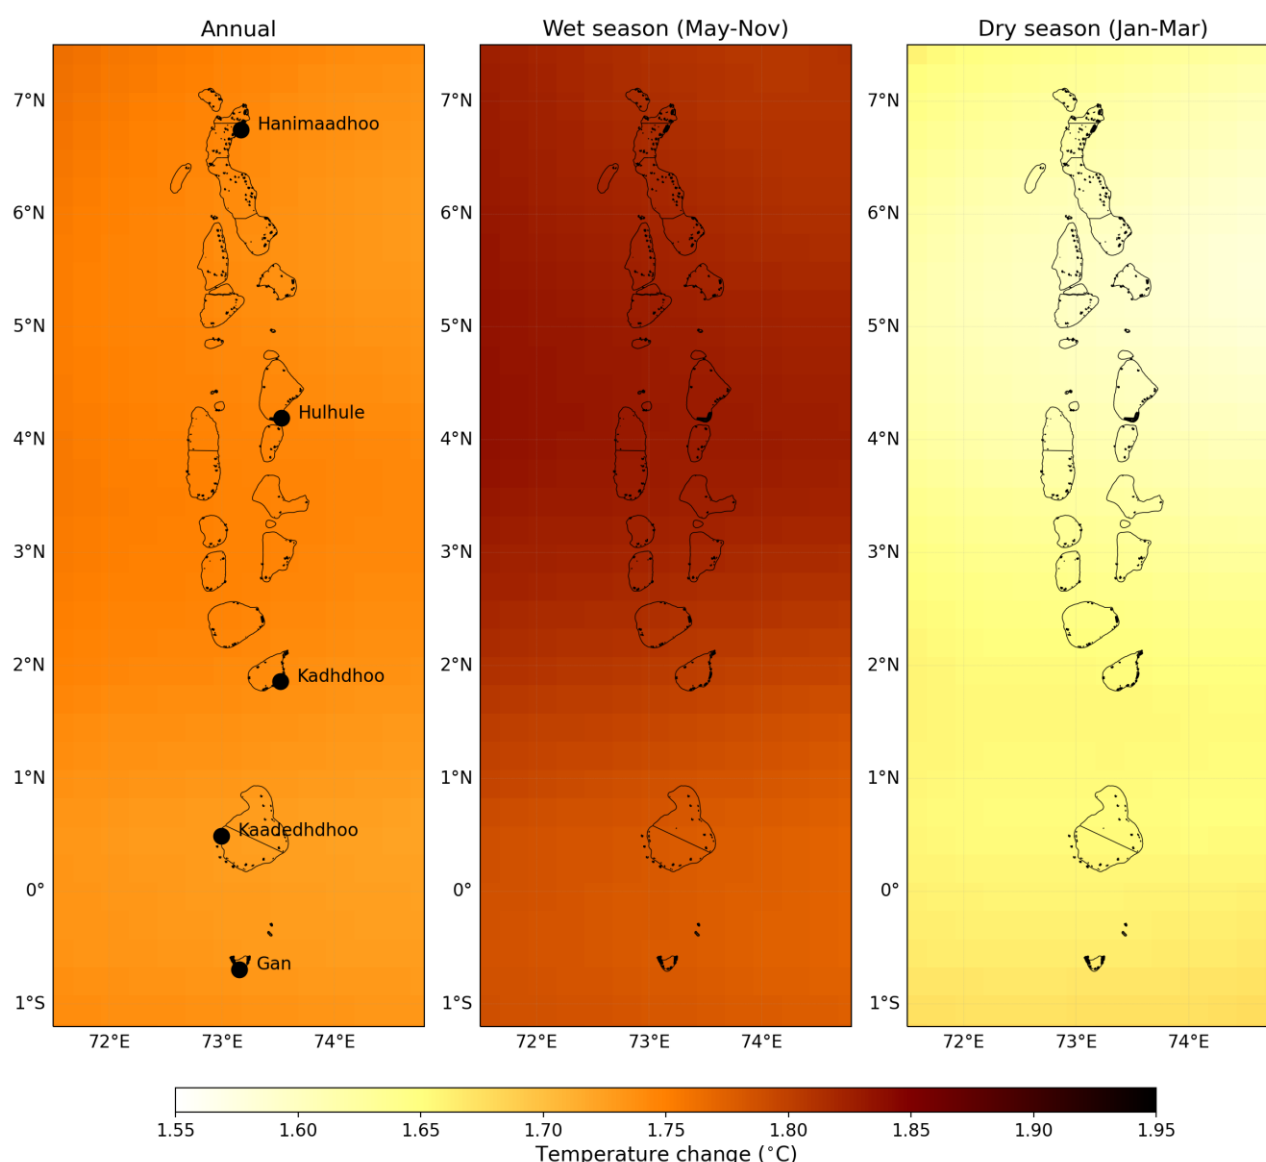 Annual
Wet season (May-Nov)
Dry season (Jan-Mar)
7°N
6°N
5°N
4°N
3°N
2°N
1°N
0°
1°S
Hanimaadhoo
Hulhule
Kadhdhoo
Kaadedhdhoo
Gan
72°E 73°E 74°E
7°N
6°N
5°N
4°N
3°N
2°N
1°N
0°
1°S
72°E 73°E 74°E
7°N
6°N
5°N
4°N
3°N
2°N
1°N
0°
1°S
72°E 73°E 74°E
1.55 1.60 1.65 1.70 1.75 1.80 1.85 1.90 1.95
Temperature change (°C)